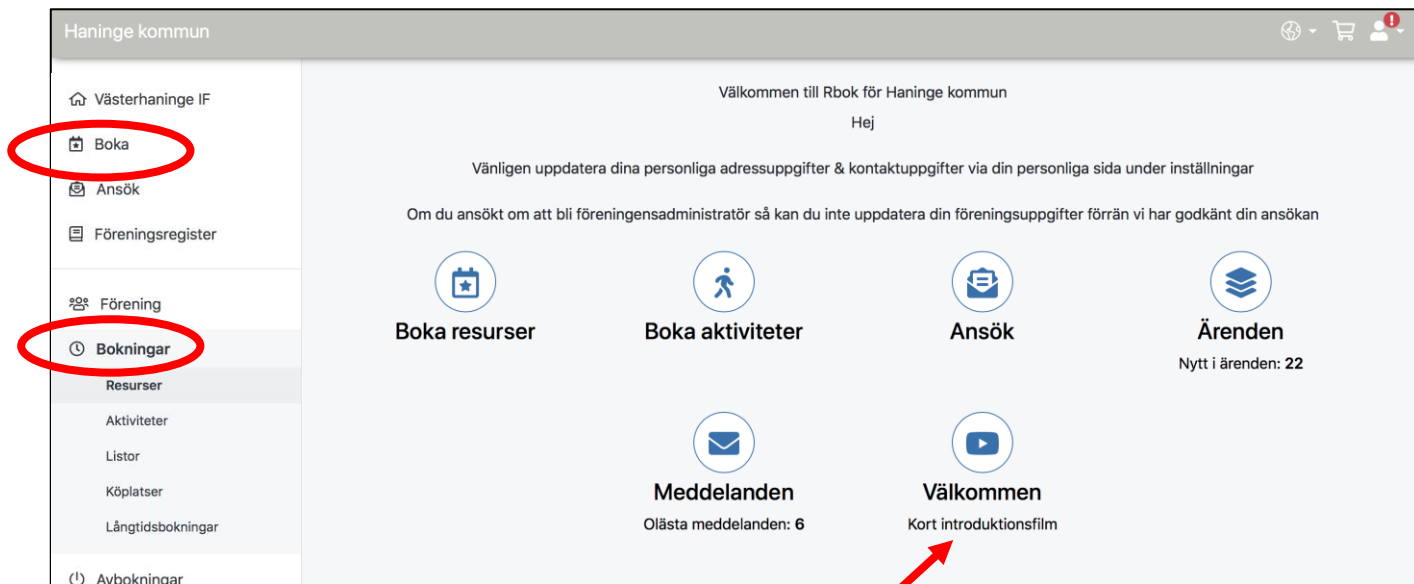 Haninge kommun
!
Västerhaninge IF
Boka
Ansök
Föreningsregister
Förening
Bokningar
Resurser
Aktiviteter
Listor
Köplatser
Långtidsbokningar
Avbokningar
Välkommen till Rbok för Haninge kommun
Hej
Vänligen uppdatera dina personliga adressuppgifter & kontaktuppgifter via din personliga sida under inställningar
Om du ansökt om att bli föreningensadministratör så kan du inte uppdatera din föreningsuppgifter förrän vi har godkänt din ansökan
Boka resurser
Boka aktiviteter
Ansök
Ärenden
Nytt i ärenden: 22
Meddelanden
Olästa meddelanden: 6
Välkommen
Kort introduktionsfilm